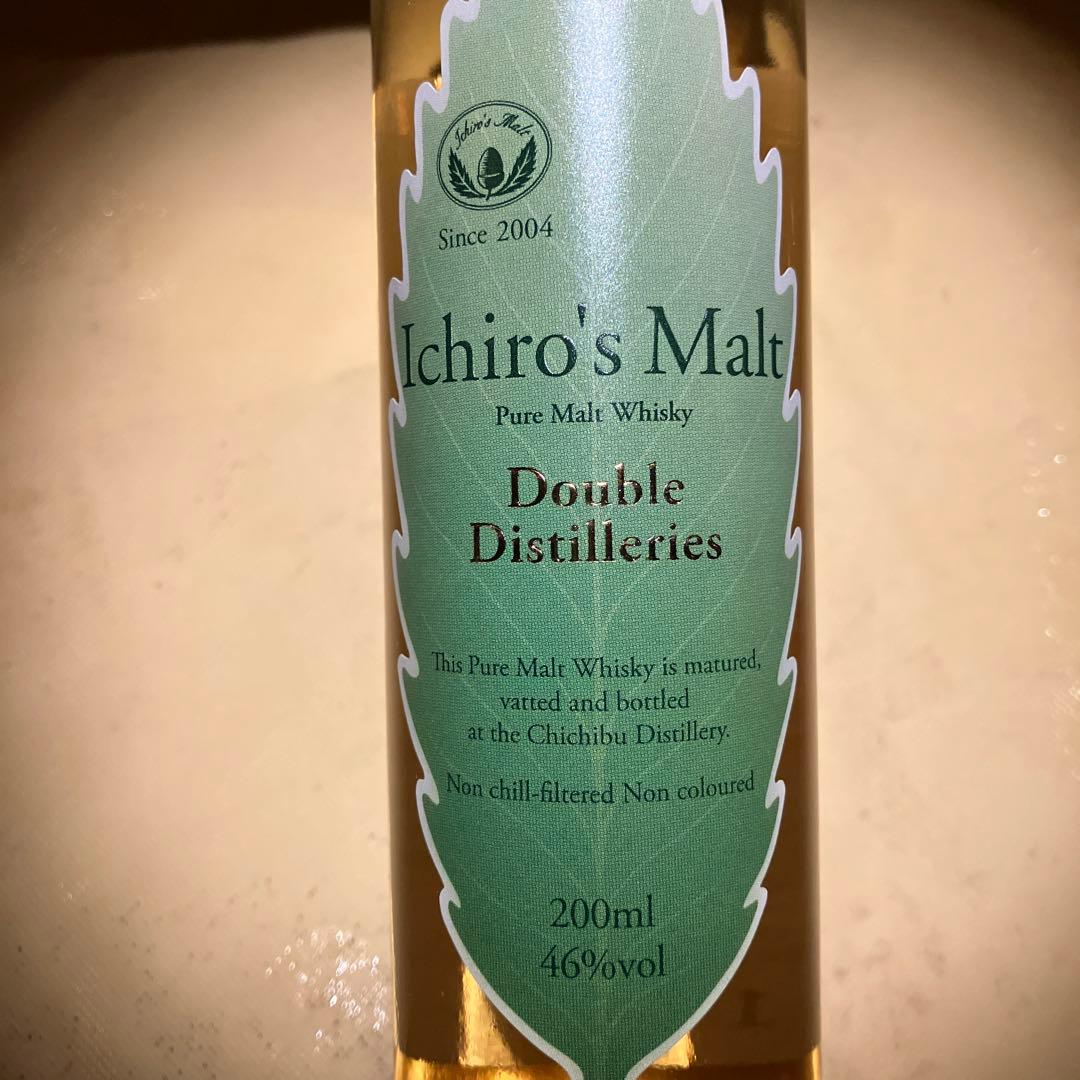 Ichiro's Malt
Since 2004
Ichiro's Malt
Pure Malt Whisky
Double
Distilleries
This Pure Malt Whisky is matured,
vatted and bottled
at the Chichibu Distillery.
Non chill-filtered Non coloured
200ml
46%vol